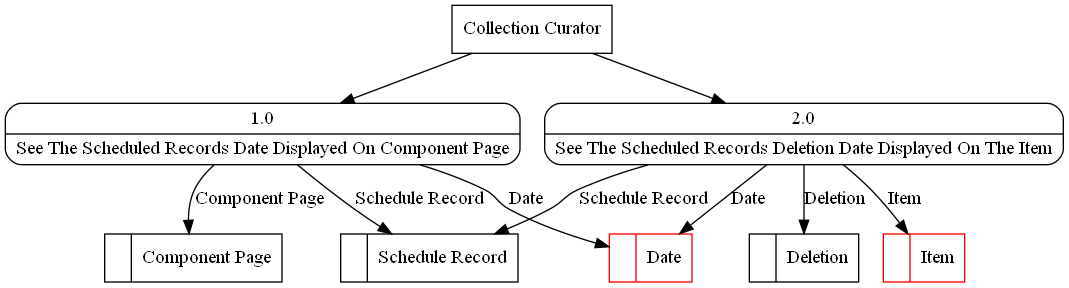 Collection Curator
1.0
See The Scheduled Records Date Displayed On Component Page
2.0
See The Scheduled Records Deletion Date Displayed On The Item
Component Page
Schedule Record
Date
Schedule Record
Date
Deletion
Item
Component Page
Schedule Record
Date
Deletion
Item